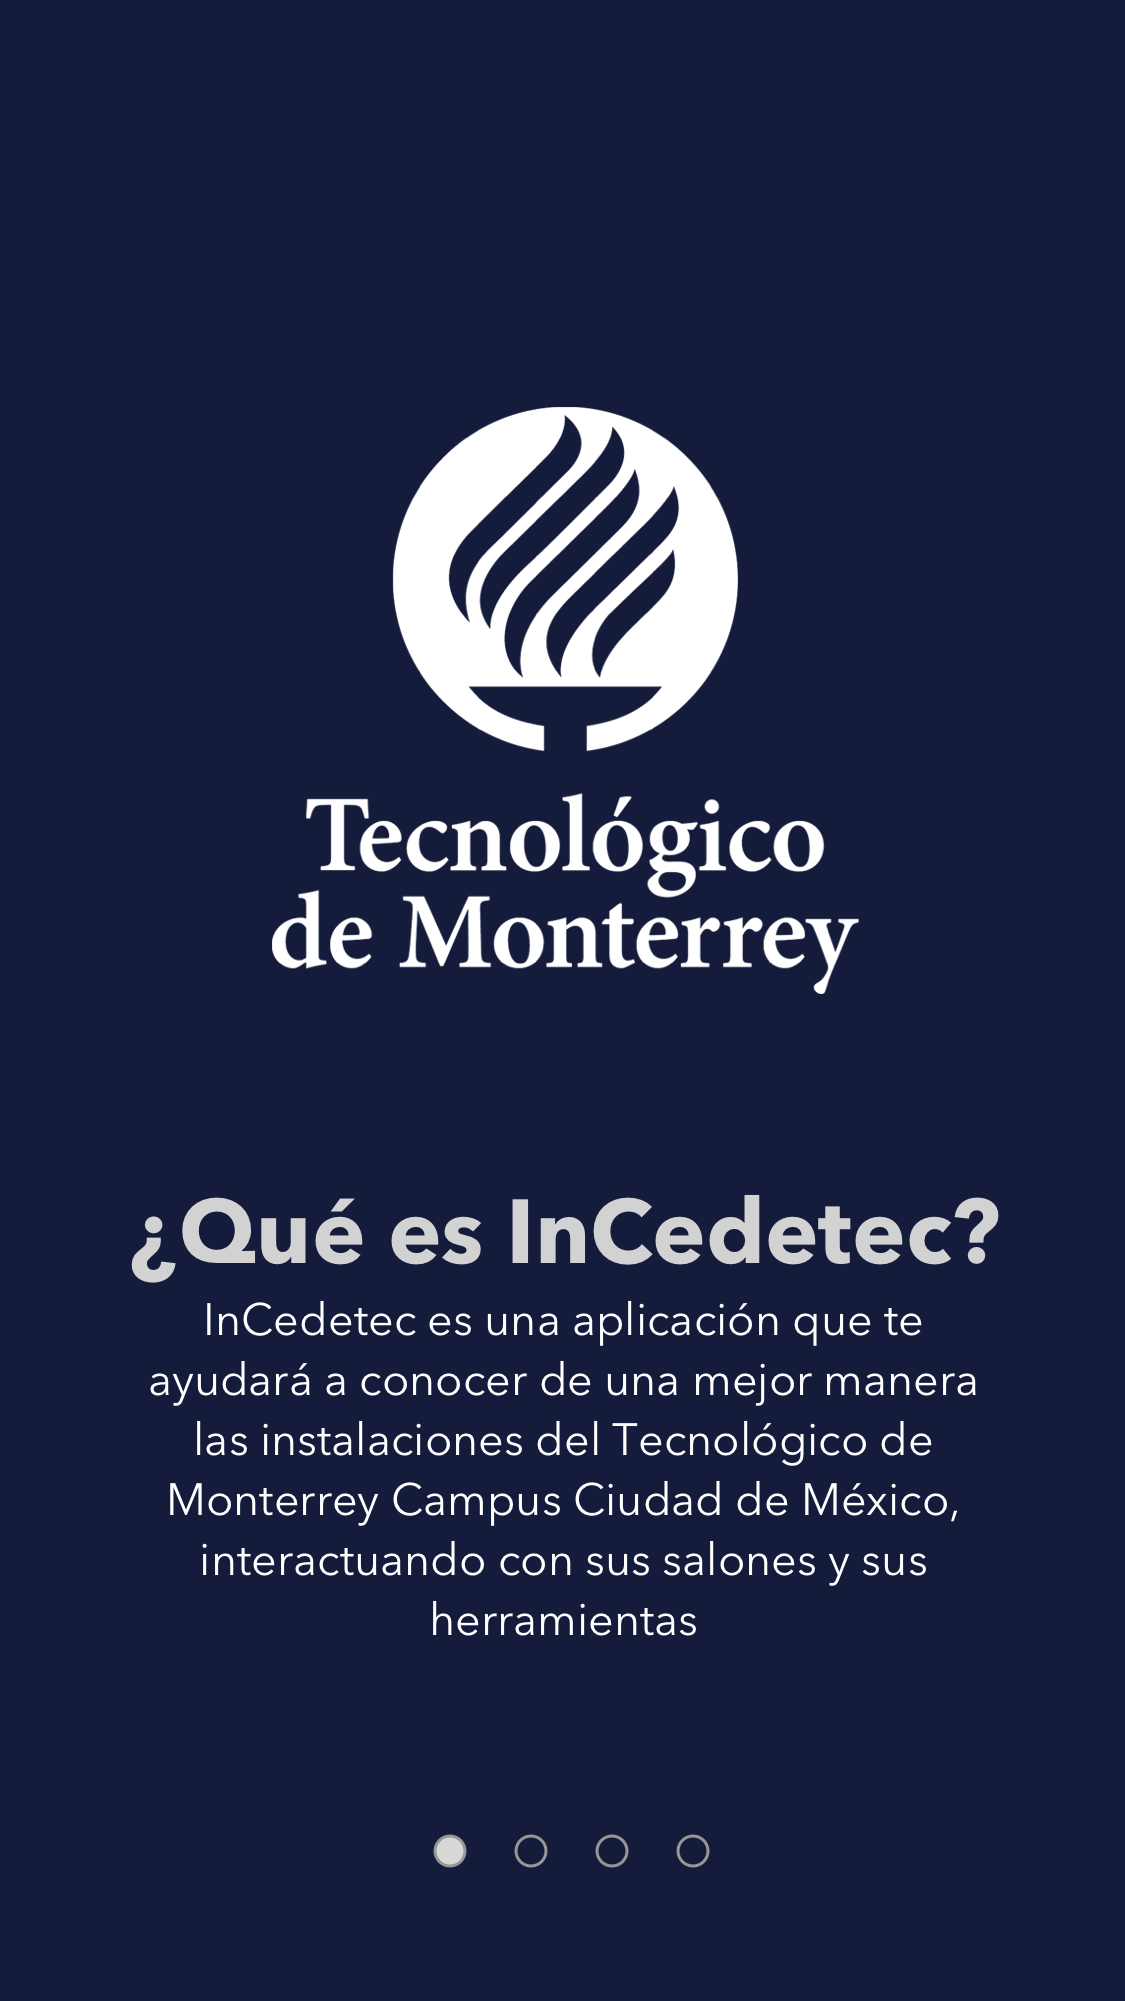 Tecnológico
de Monterrey
¿Qué es InCedetec?
InCedetec es una aplicación que te
ayudará a conocer de una mejor manera
las instalaciones del Tecnológico de
Monterrey Campus Ciudad de México,
interactuando con sus salones y sus
herramientas